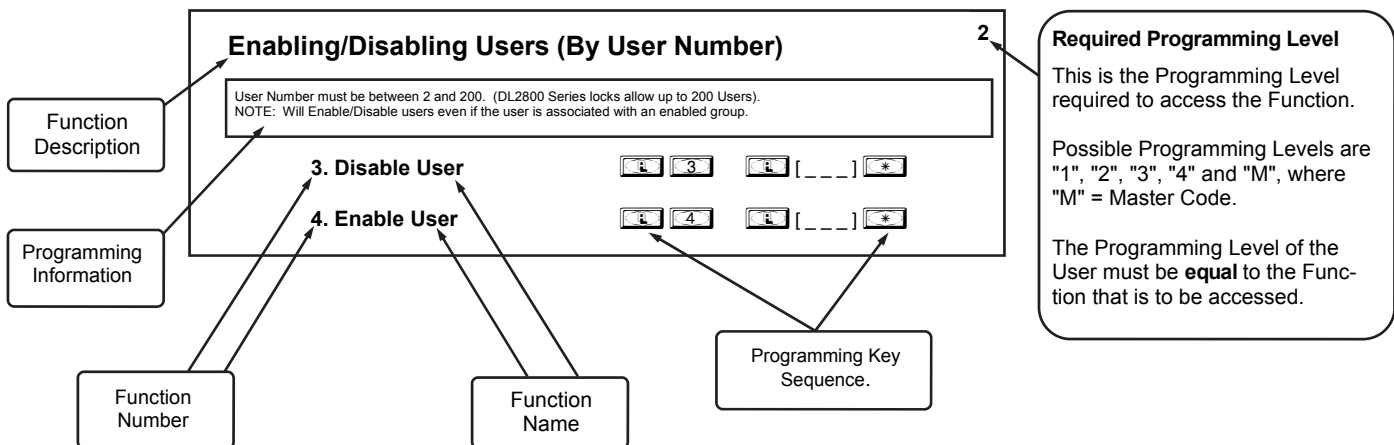 Enabling/Disabling Users (By User Number)
2
User Number must be between 2 and 200. (DL2800 Series locks allow up to 200 Users).
NOTE: Will Enable/Disable users even if the user is associated with an enabled group.
3. Disable User
3 [ _ _ _ ] *
4. Enable User
4 [ _ _ _ ] *
Function
Description
Programming
Information
Function
Number
Function
Name
Programming Key
Sequence.
Required Programming Level
This is the Programming Level
required to access the Function.
Possible Programming Levels are
"1", "2", "3", "4" and "M", where
"M" = Master Code.
The Programming Level of the
User must be equal to the Func-
tion that is to be accessed.